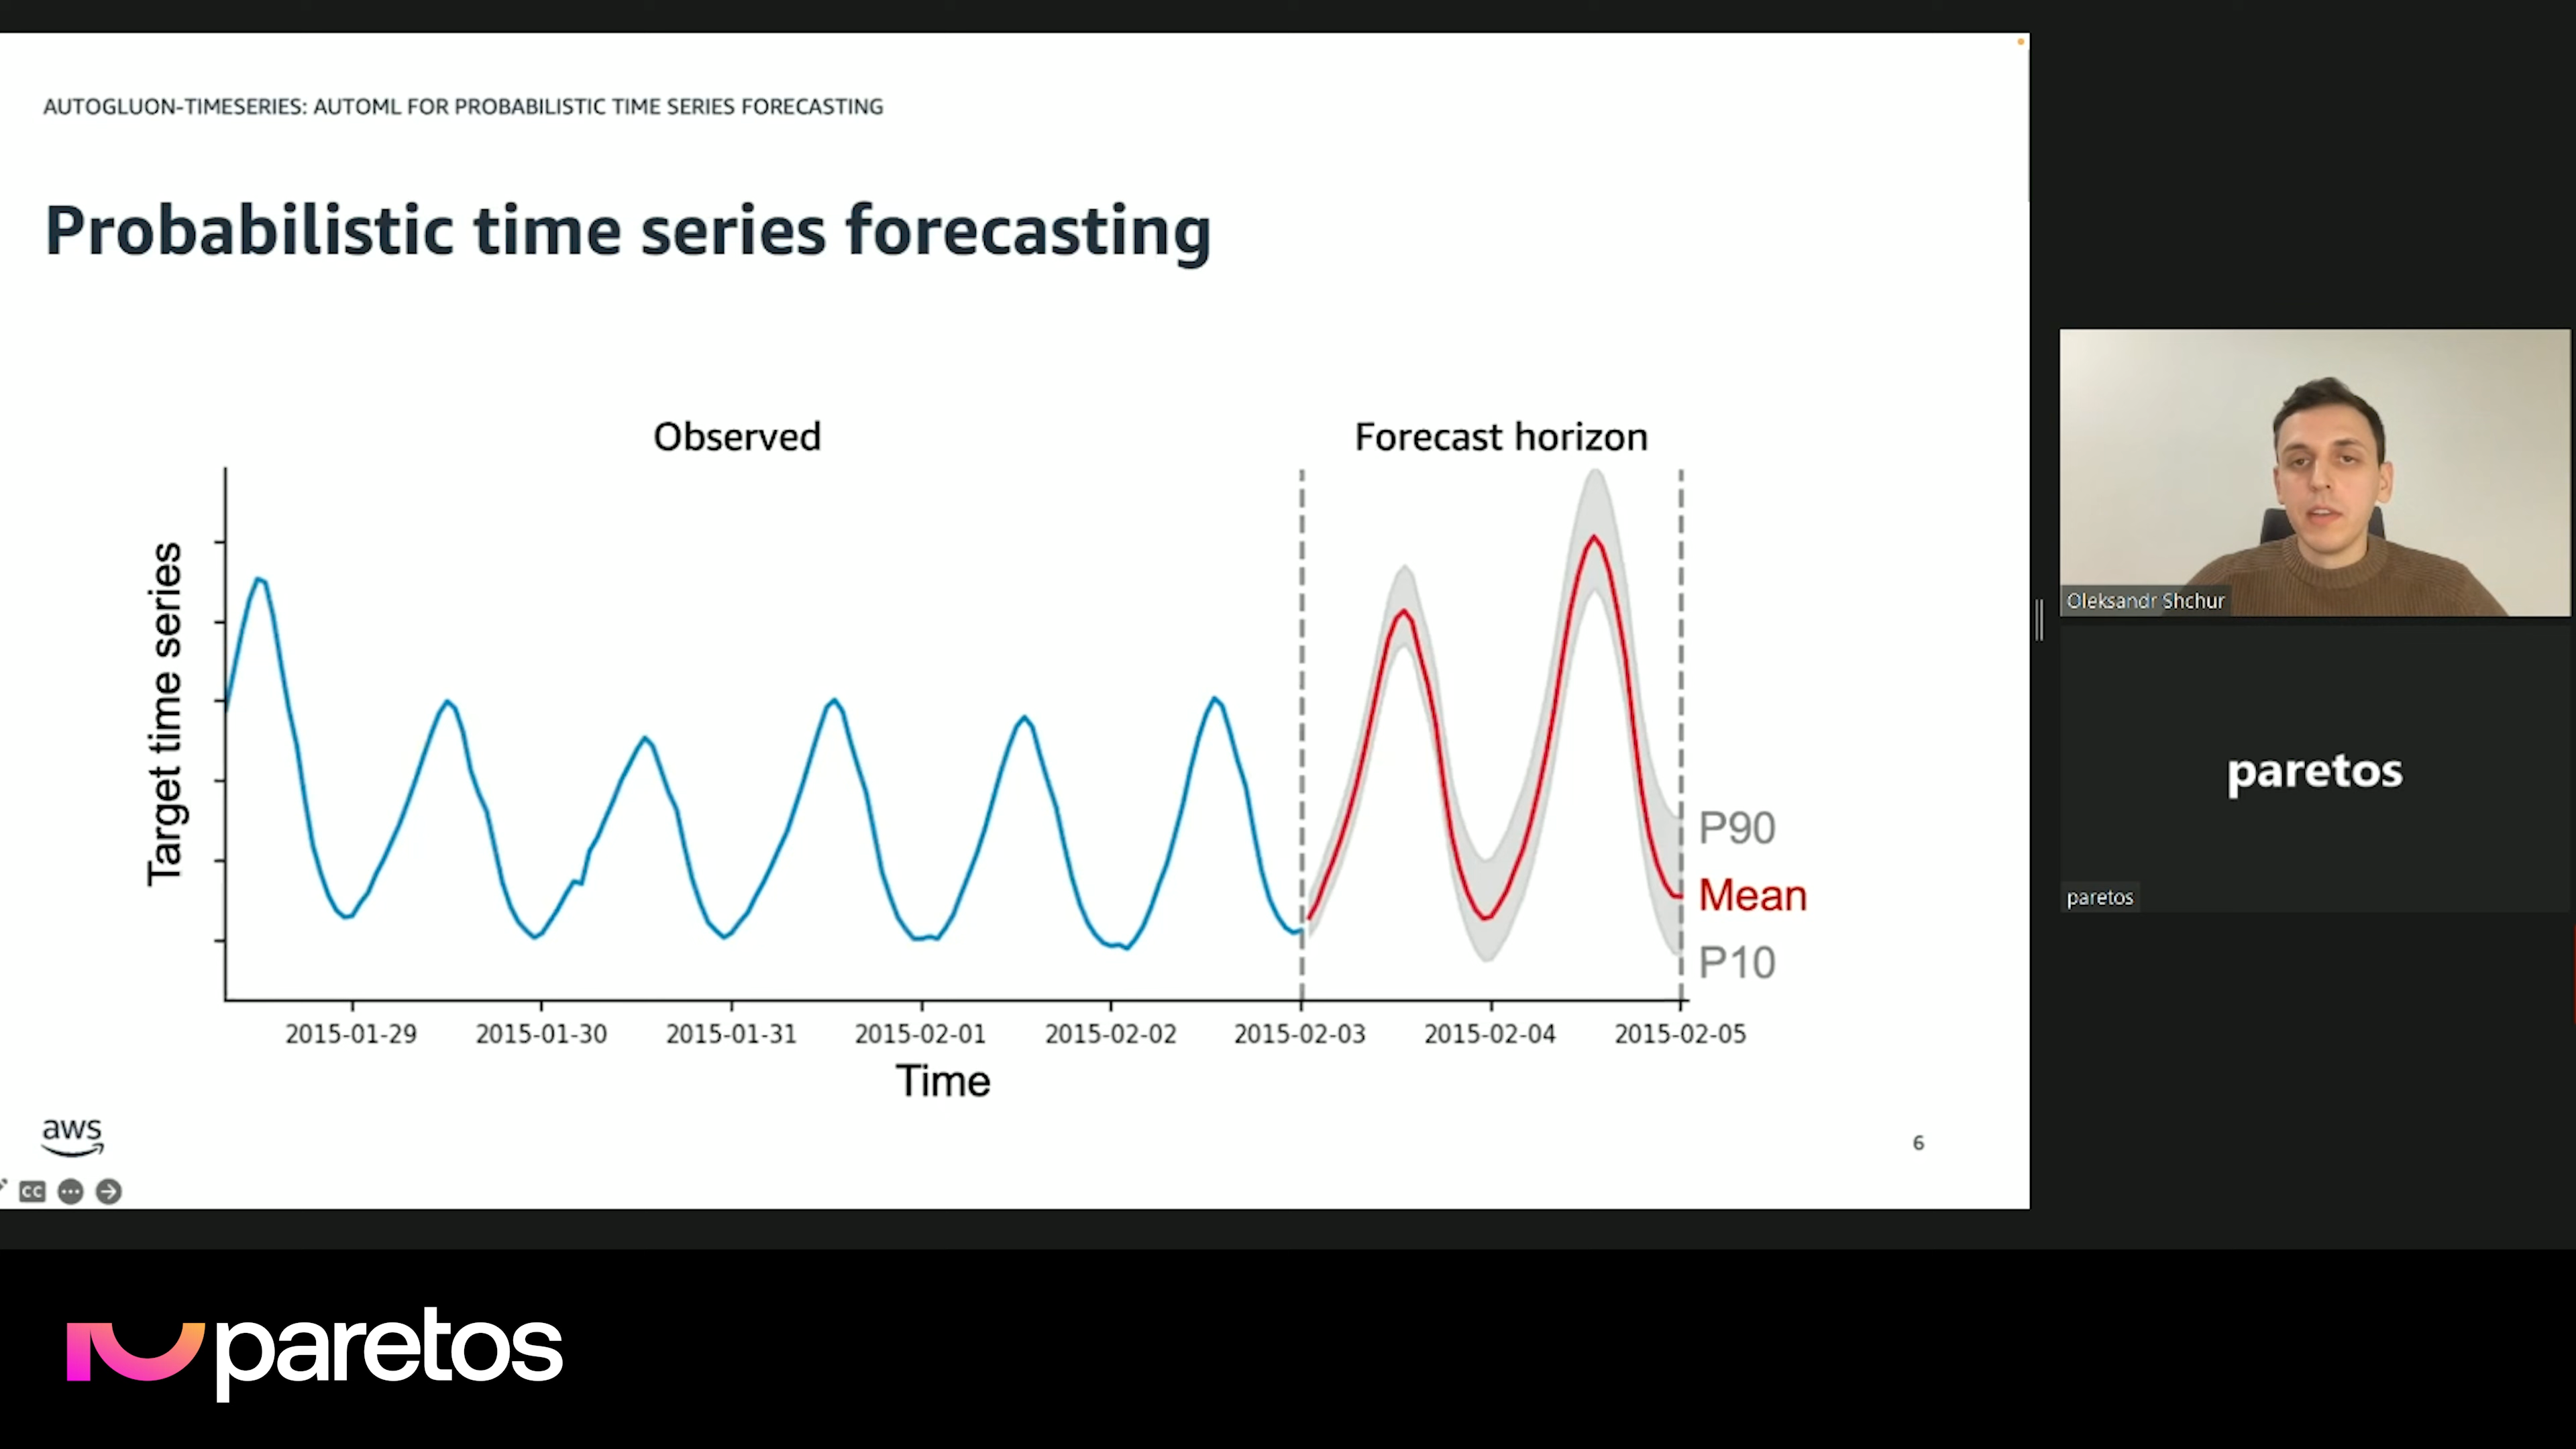 AUTOGLUON-TIMESERIES: AUTOML FOR PROBABILISTIC TIME SERIES FORECASTING
Probabilistic time series forecasting
Observed
Forecast horizon
Target time series
P90
Mean
P10
2015-01-29 2015-01-30 2015-01-31 2015-02-01 2015-02-02 2015-02-03 2015-02-04 2015-02-05
Time
aws
6
CC
Oleksandr Shchur
paretos
paretos
paretos